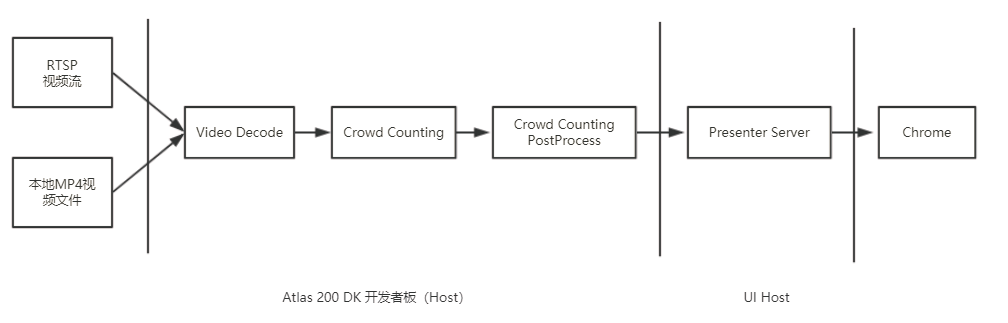 RTSP
视频流
本地MP4视
频文件
Video Decode
Crowd Counting
Crowd Counting
PostProcess
Presenter Server
Chrome
Atlas 200 DK 开发者板（Host）
UI Host